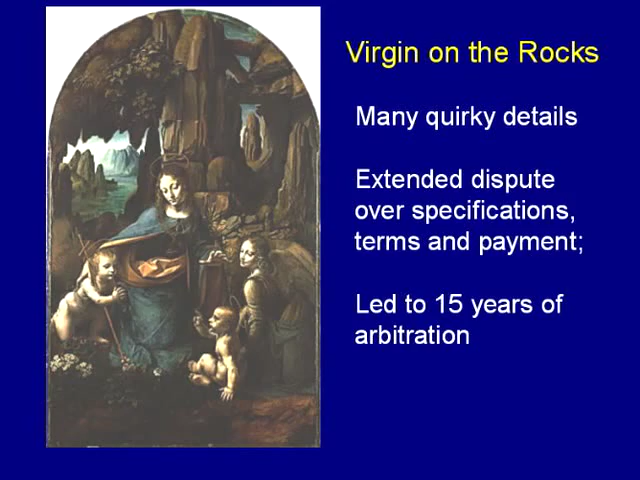 Virgin on the Rocks
Many quirky details
Extended dispute
over specifications,
terms and payment;
Led to 15 years of
arbitration